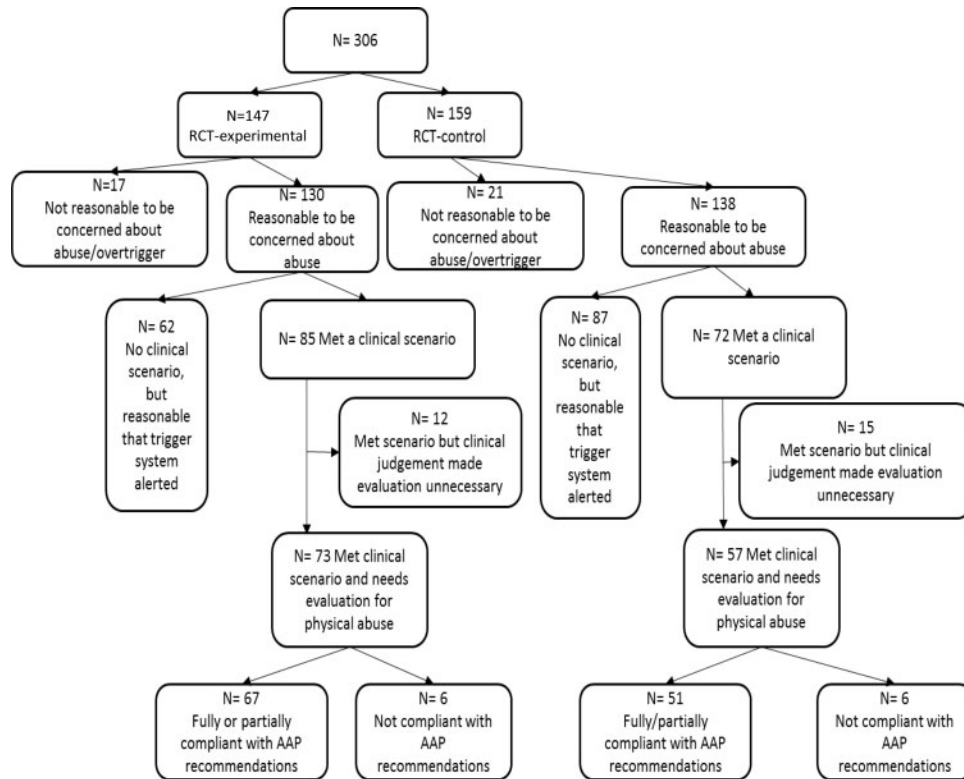 N= 306
N=147
RCT-experimental
N= 159
RCT-control
N=17
Not reasonable to be
concerned about
abuse/overtrigger
N= 130
Reasonable to be
concerned about
abuse
N= 21
Not reasonable to be
concerned about
abuse/overtrigger
N= 138
Reasonable to be
concerned about abuse
N= 62
No clinical
scenario,
but
reasonable
that trigger
system
alerted
N= 85 Met a clinical scenario
N= 87
No clinical
scenario,
but
reasonable
that
trigger
system
alerted
N= 72 Met a clinical
scenario
N= 12
Met scenario but clinical
judgement made
evaluation unnecessary
N= 15
Met scenario but clinical
judgement made evaluation
unnecessary
N= 73 Met clinical
scenario and needs
evaluation for
physical abuse
N= 57 Met clinical
scenario and needs
evaluation for
physical abuse
N= 67
Fully or partially
compliant with AAP
recommendations
N= 6
Not compliant with
AAP
recommendations
N= 51
Fully/partially
compliant with AAP
recommendations
N= 6
Not compliant with
AAP
recommendations